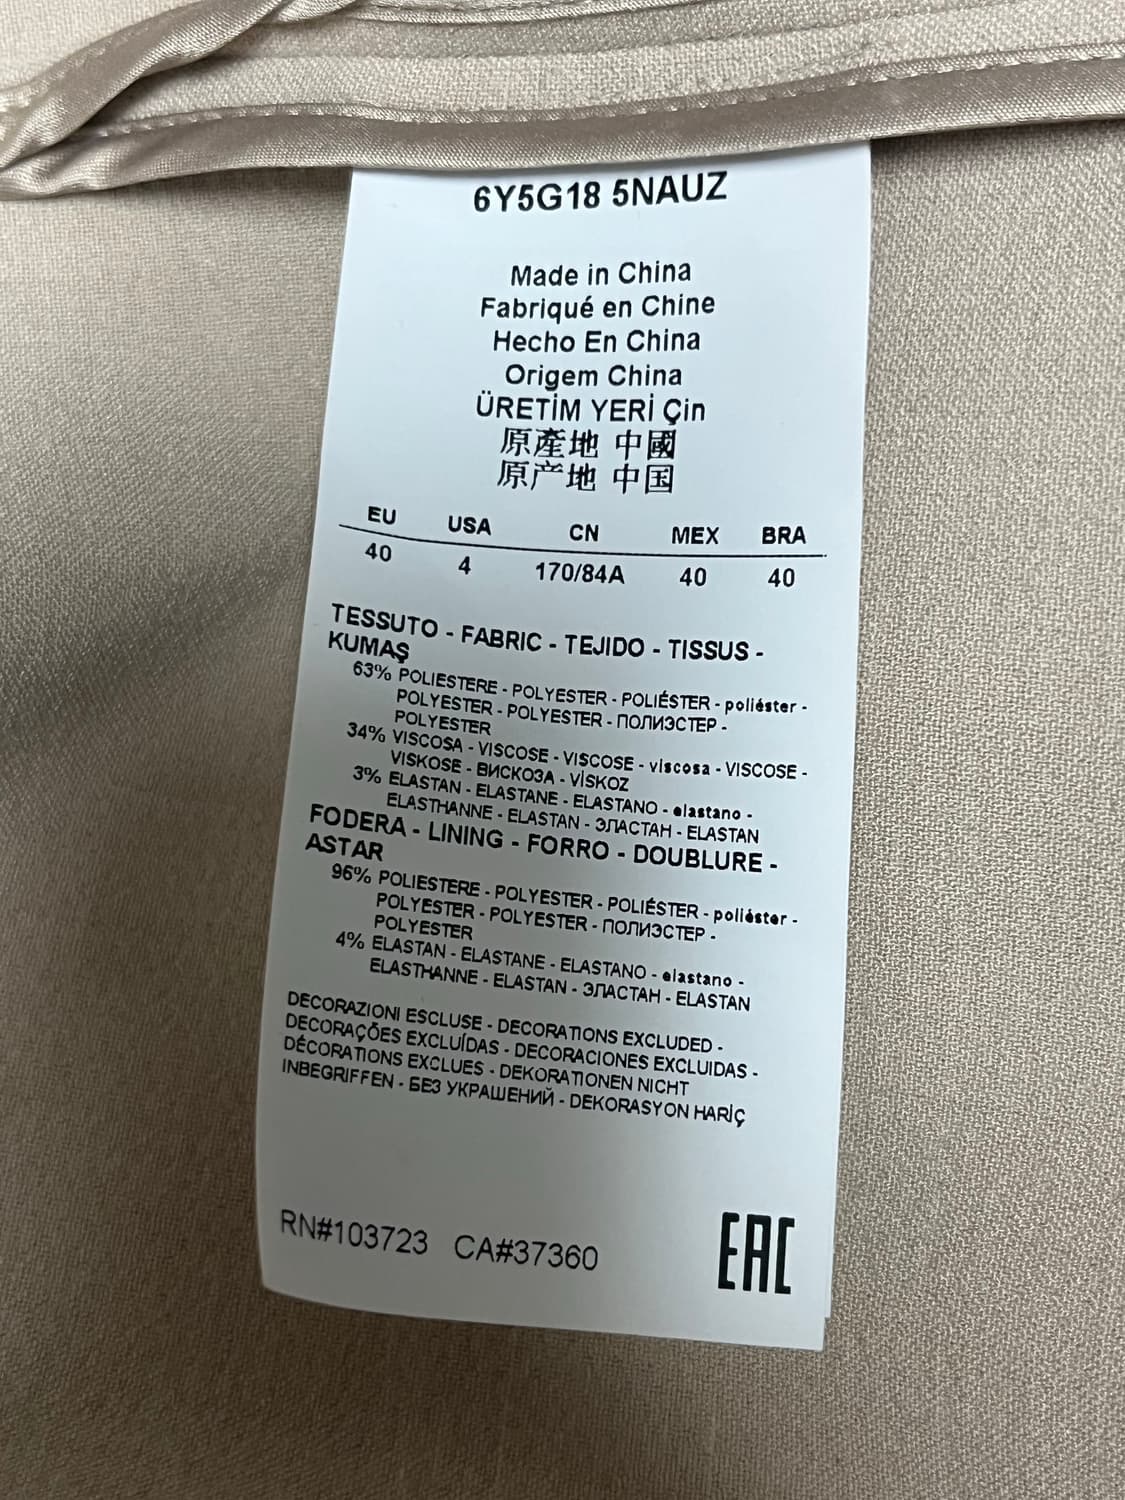 6Y5G18 5NAUZ
Made in China
Fabriqué en Chine
Hecho En China
Origem China
ÜRETİM YERİ Çin
原產地 中國
原产地 中国
EU USA CN MEX BRA
40 4 170/84A 40 40
TESSUTO - FABRIC - TEJIDO - TISSUS -
KUMAŞ
63% POLIESTERE - POLYESTER - POLIÉSTER - poliéster -
POLYESTER - POLYESTER - ПОЛИЭСТЕР -
POLYESTER
34% VISCOSA - VISCOSE - VISCOSE - viscosa - VISCOSE -
VISKOSE - ВИСКОЗА - VİSKOZ
3% ELASTAN - ELASTANE - ELASTANO - elastano -
ELASTHANNE - ELASTAN - ЭЛАСТАН - ELASTAN
FODERA - LINING - FORRO - DOUBLURE -
ASTAR
96% POLIESTERE - POLYESTER - POLIÉSTER - poliéster -
POLYESTER - POLYESTER - ПОЛИЭСТЕР -
POLYESTER
4% ELASTAN - ELASTANE - ELASTANO - elastano -
ELASTHANNE - ELASTAN - ЭЛАСТАН - ELASTAN
DECORAZIONI ESCLUSE - DECORATIONS EXCLUDED -
DECORAÇÕES EXCLUÍDAS - DECORACIONES EXCLUIDAS -
DÉCORATIONS EXCLUES - DEKORATIONEN NICHT
INBEGRIFFEN - БЕЗ УКРАШЕНИЙ - DEKORASYON HARİÇ
RN#103723 CA#37360
EAC